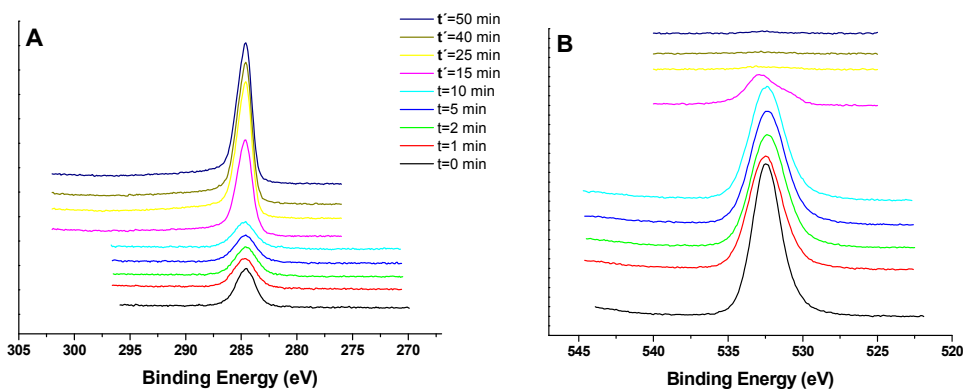 A
t´=50 min
t´=40 min
t´=25 min
t´=15 min
t=10 min
t=5 min
t=2 min
t=1 min
t=0 min
305 300 295 290 285 280 275 270
Binding Energy (eV)
B
545 540 535 530 525 520
Binding Energy (eV)